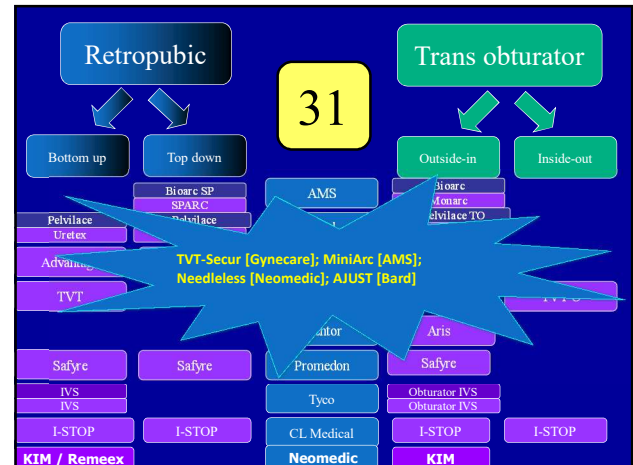 Retropubic
Trans obturator
31
Bottom up
Top down
Outside-in
Inside-out
Bioarc SP
AMS
Bioarc
SPARC
Monarc
Pelvilace
Pelvilace
Pelvilace TO
Uretex
TVT-Secur [Gynecare]; MiniArc [AMS];
Needleless [Neomedic]; AJUST [Bard]
TVT
Aris
Safyre
Safyre
Promedon
Safyre
IVS
Tyco
Obturator IVS
IVS
Obturator IVS
I-STOP
I-STOP
CL Medical
I-STOP
I-STOP
KIM / Remeex
Neomedic
KIM